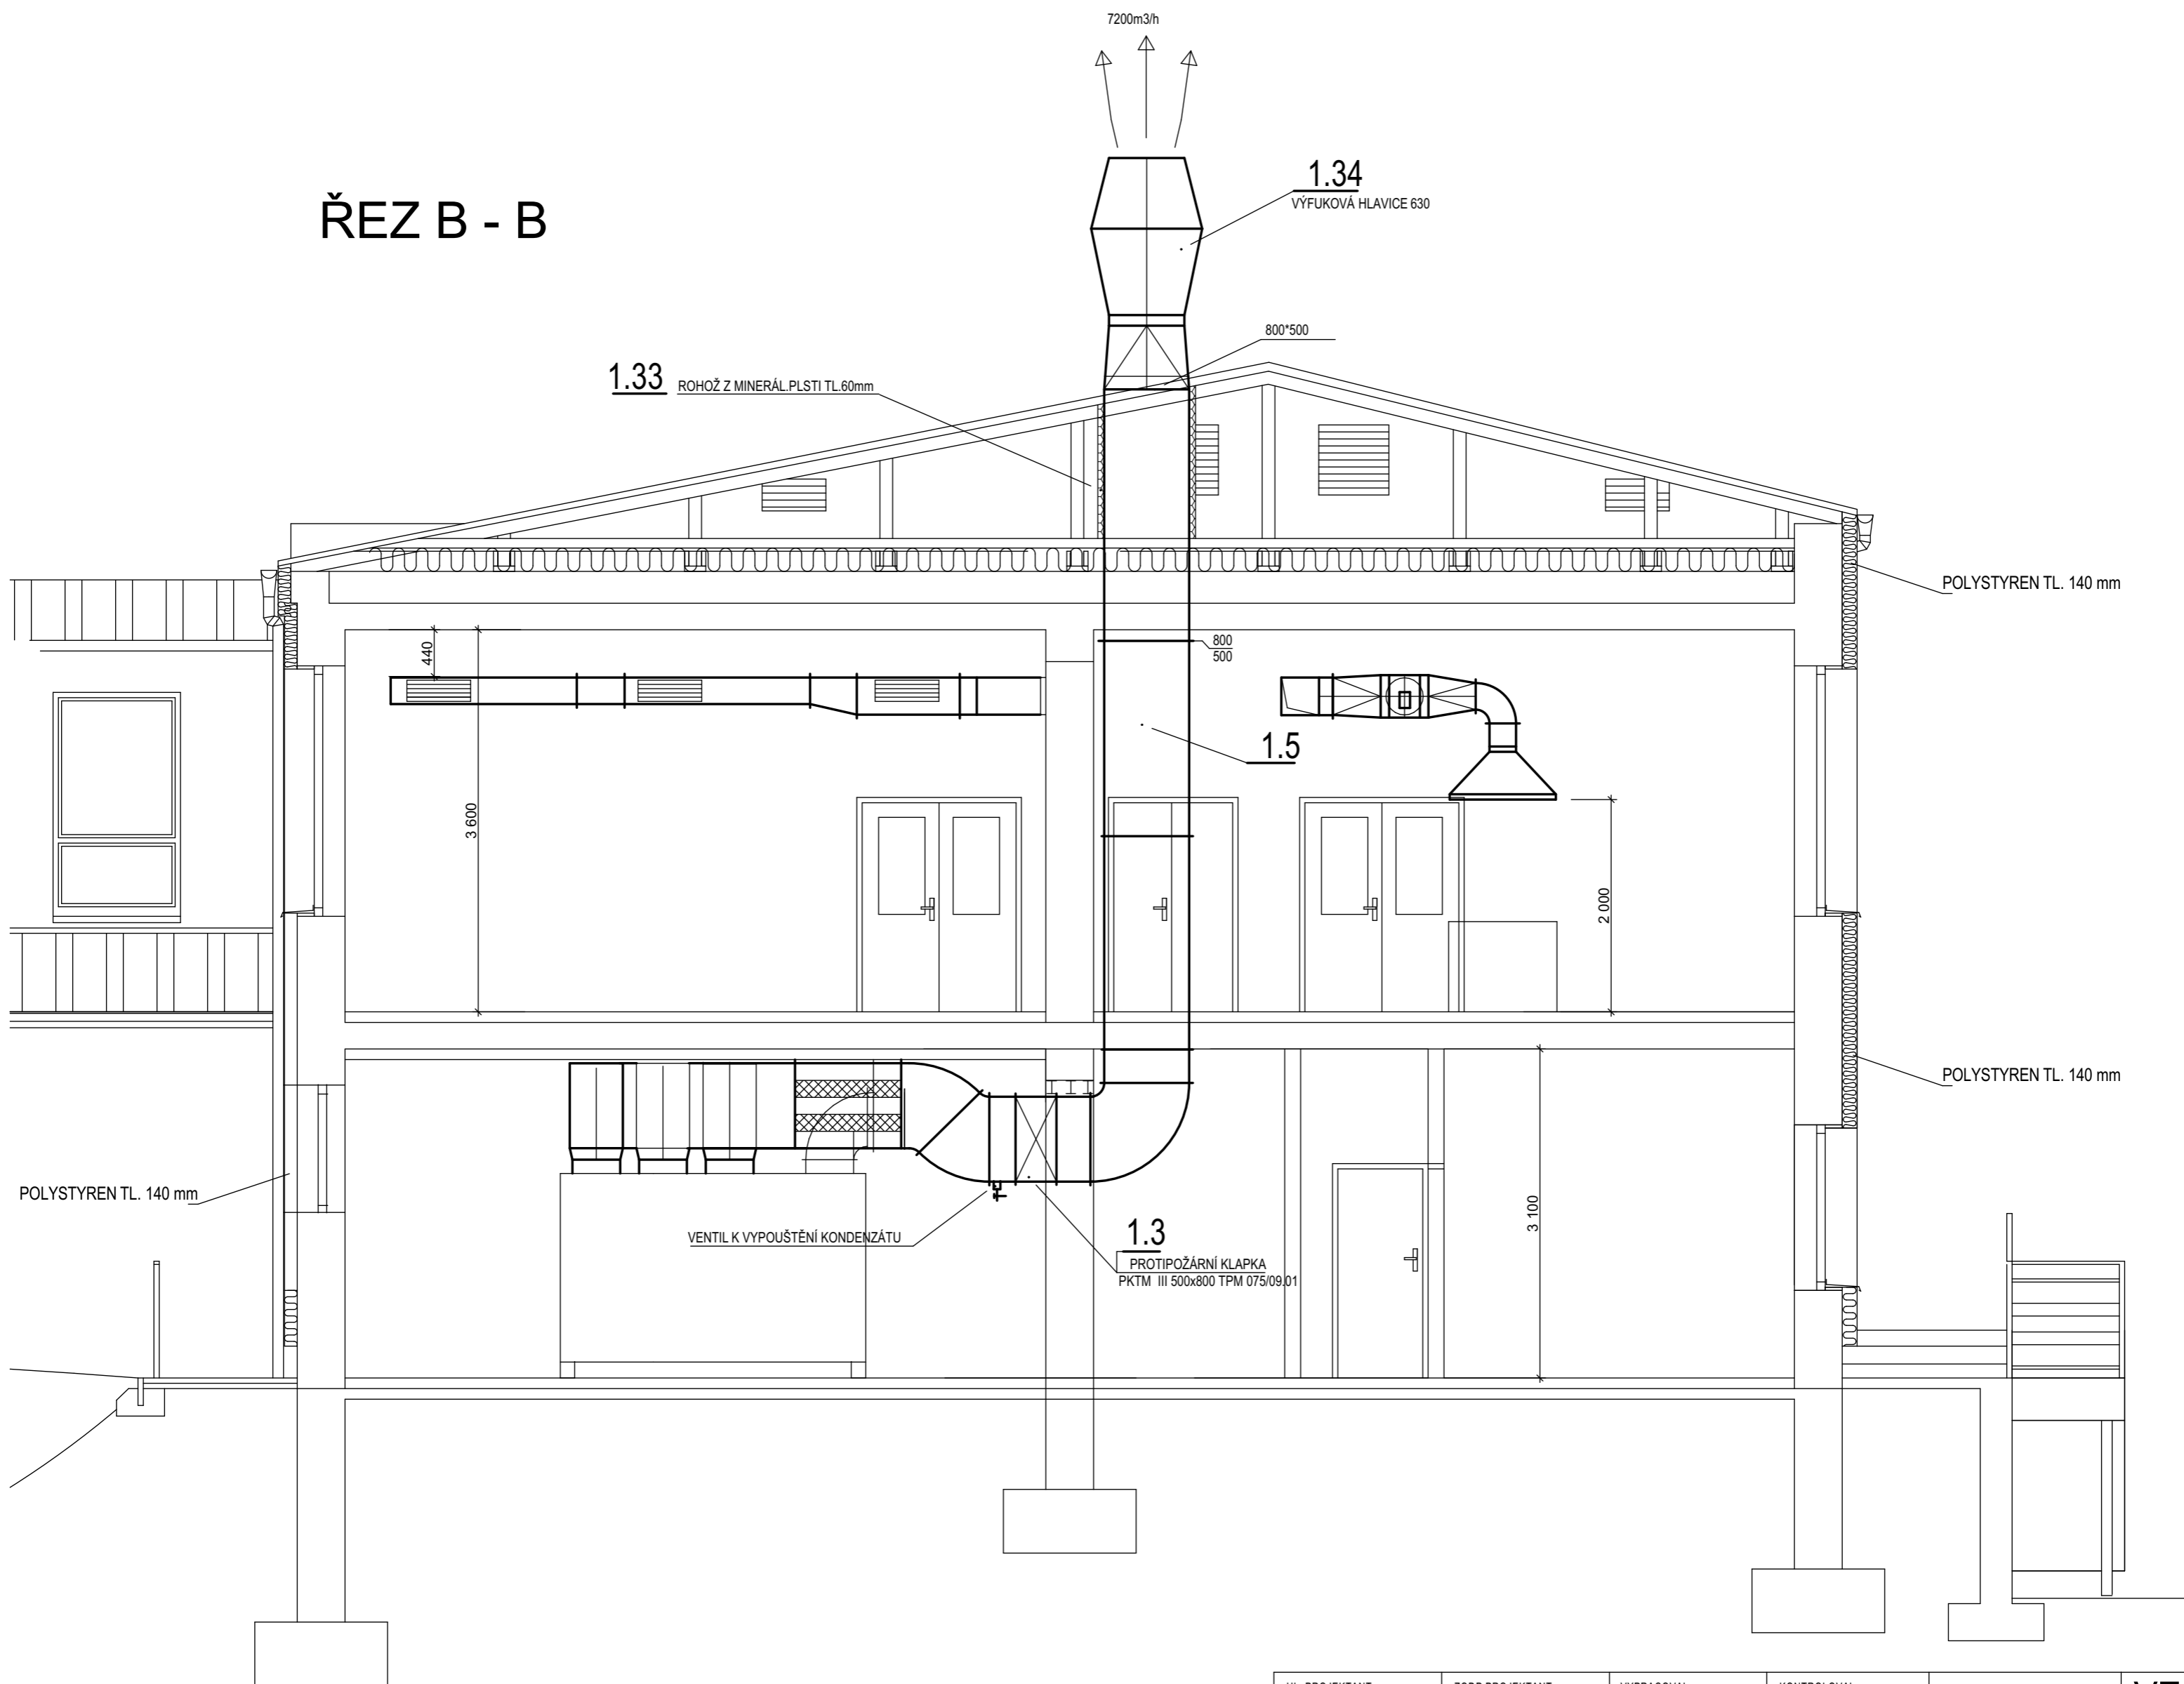 7200m3/h
ŘEZ B - B
1.34
VÝFUKOVÁ HLAVICE 630
800*500
1.33 ROHOŽ Z MINERÁL.PLSTI TL.60mm
POLYSTYREN TL. 140 mm
440
800
500
1.5
3 600
2 000
POLYSTYREN TL. 140 mm
POLYSTYREN TL. 140 mm
3 100
VENTIL K VYPOUŠTĚNÍ KONDENZÁTU
1.3
PROTIPOŽÁRNÍ KLAPKA
PKTM III 500x800 TPM 075/09.01